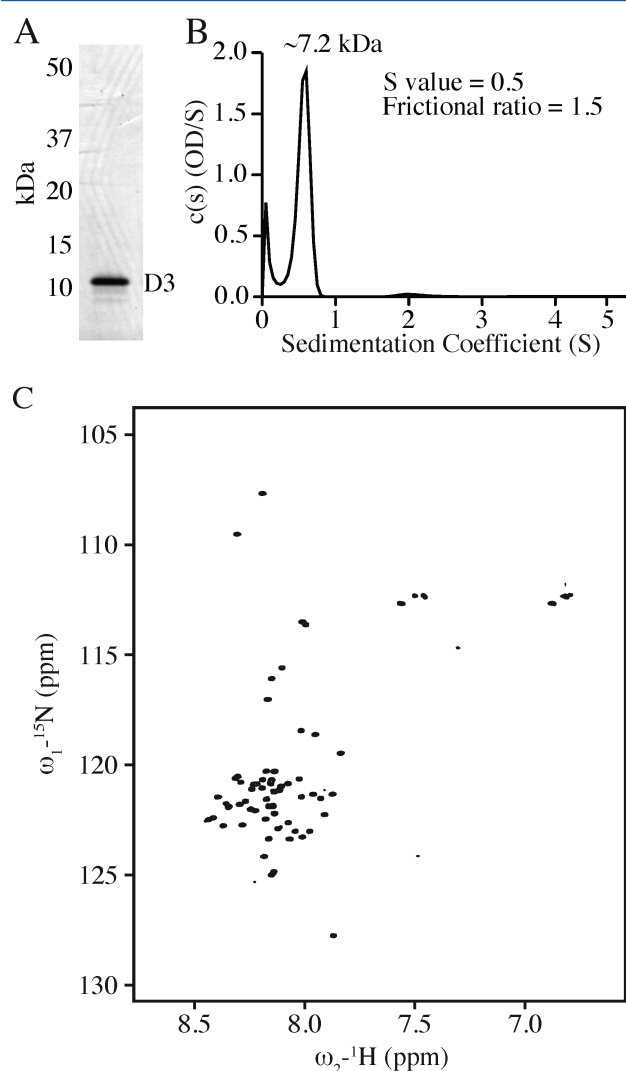 A
50
37
20
15
10
kDa
D3
B
~7.2 kDa
S value = 0.5
Frictional ratio = 1.5
2.0
1.5
1.0
0.5
0.0
c(s) (OD/S)
0 1 2 3 4 5
Sedimentation Coefficient (S)
C
105
110
115
120
125
130
ω1-15N (ppm)
8.5 8.0 7.5 7.0
ω2-1H (ppm)